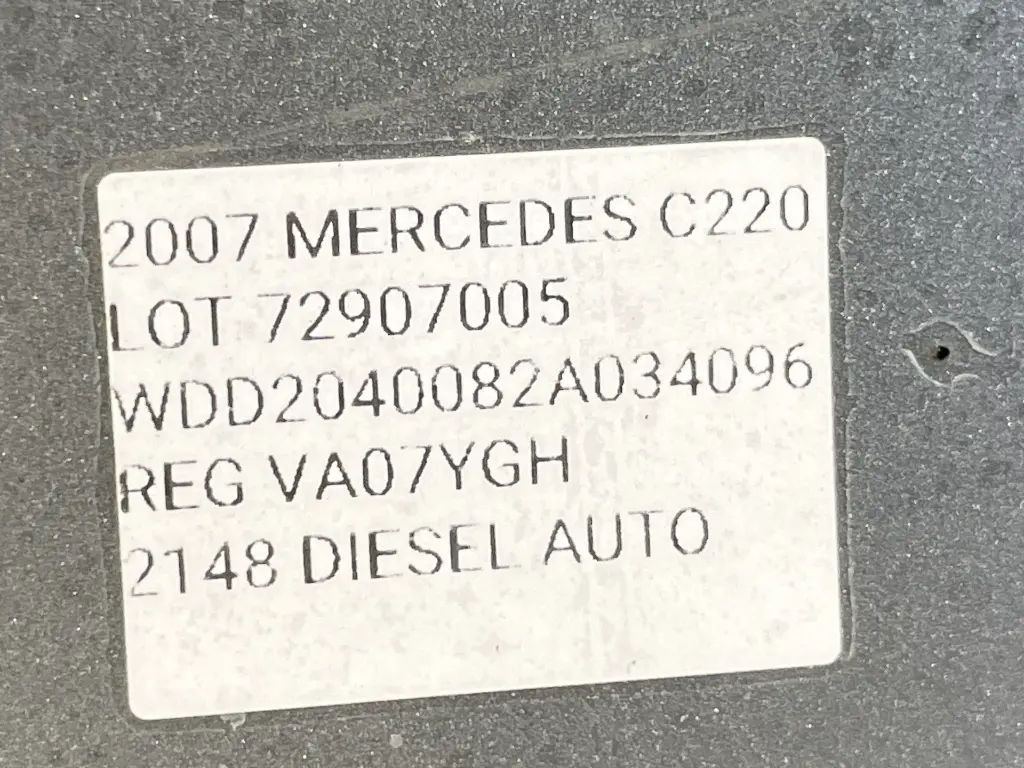 2007 MERCEDES C220
LOT 72907005
WDD2040082A034096
REG VA07YGH
2148 DIESEL AUTO